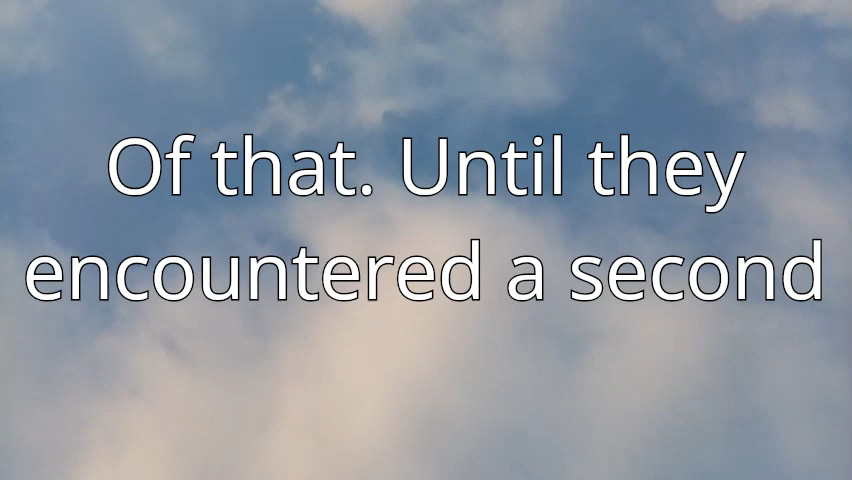 Of that. Until they
encountered a second